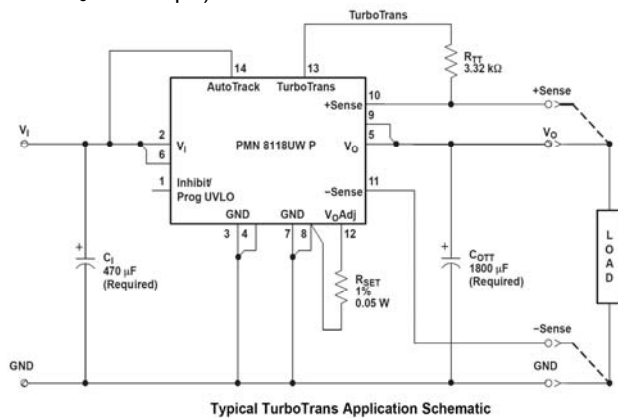 TurboTrans
RTT
3.32 kΩ
14
13
AutoTrack
TurboTrans
+Sense
10
+Sense
9
VI
2
VI
PMN 8118UW P
VO
5
VO
6
1
Inhibit/
Prog UVLO
−Sense
11
GND
GND
VOAdj
3
4
7
8
12
+
CI
470 μF
(Required)
RSET
1%
0.05 W
+
COTT
1800 μF
(Required)
L
O
A
D
−Sense
GND
GND
Typical TurboTrans Application Schematic